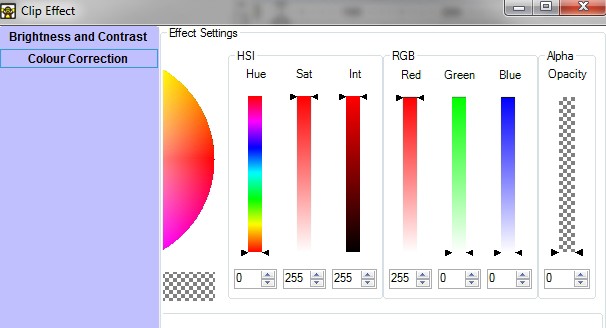 Clip Effect
Brightness and Contrast
Colour Correction
Effect Settings
HSI
Hue Sat Int
RGB
Red Green Blue
Alpha
Opacity
0 255 255 255 0 0 0